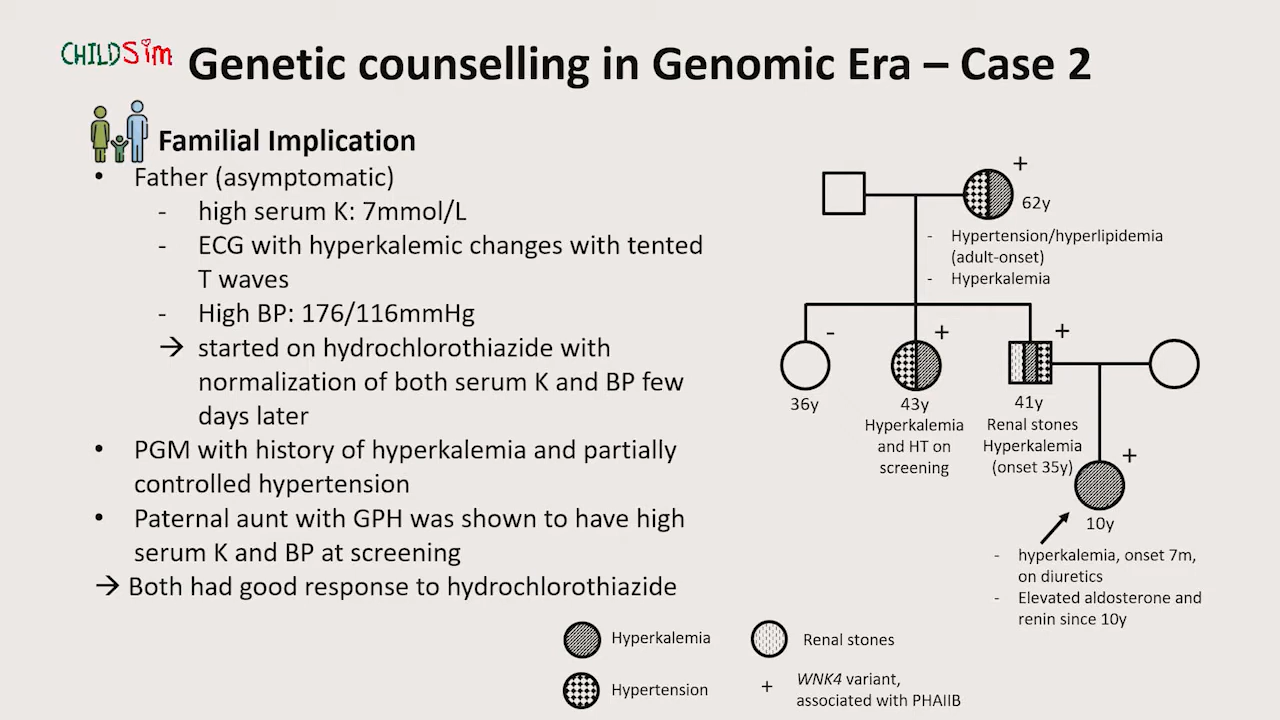 CHILDSim
Genetic counselling in Genomic Era – Case 2
Familial Implication
• Father (asymptomatic)
- high serum K: 7mmol/L
- ECG with hyperkalemic changes with tented
T waves
- High BP: 176/116mmHg
→ started on hydrochlorothiazide with
normalization of both serum K and BP few
days later
• PGM with history of hyperkalemia and partially
controlled hypertension
• Paternal aunt with GPH was shown to have high
serum K and BP at screening
→ Both had good response to hydrochlorothiazide
+
62y
- Hypertension/hyperlipidemia
(adult-onset)
- Hyperkalemia
-
36y
+
43y
Hyperkalemia
and HT on
screening
+
41y
Renal stones
Hyperkalemia
(onset 35y)
+
10y
- hyperkalemia, onset 7m,
on diuretics
- Elevated aldosterone and
renin since 10y
Hyperkalemia
Renal stones
Hypertension
+ WNK4 variant,
associated with PHAIIB